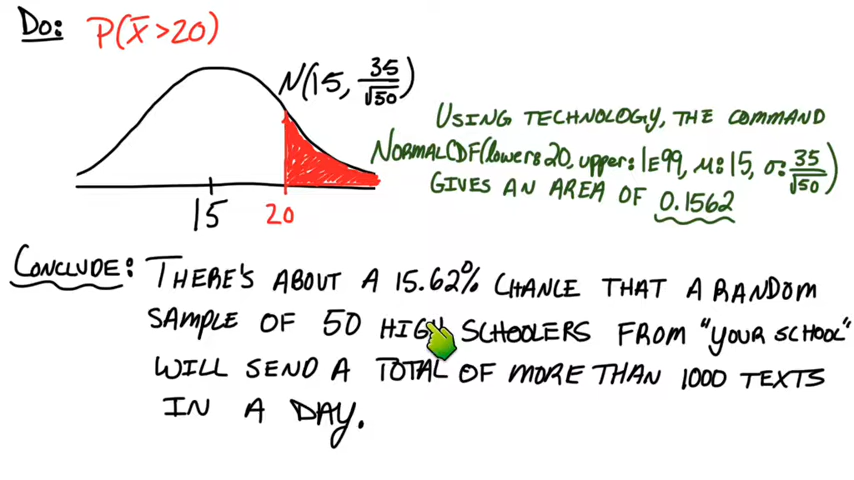 Do: P(x̄>20)
N(15, 35/√50)
USING TECHNOLOGY, THE COMMAND
NORMALCDF(lower:20, upper:1E99, μ:15, σ:35/√50)
GIVES AN AREA OF 0.1562
15
20
CONCLUDE: THERE'S ABOUT A 15.62% CHANCE THAT A RANDOM
SAMPLE OF 50 HIGH SCHOOLERS FROM "YOUR SCHOOL"
WILL SEND A TOTAL OF MORE THAN 1000 TEXTS
IN A DAY.